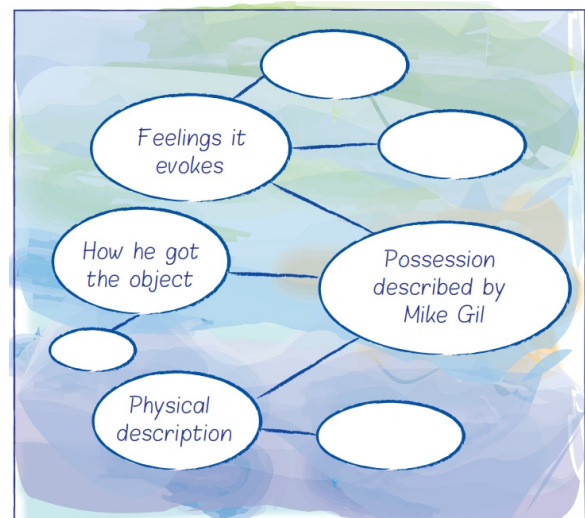 Feelings it
evokes
How he got
the object
Possession
described by
Mike Gil
Physical
description